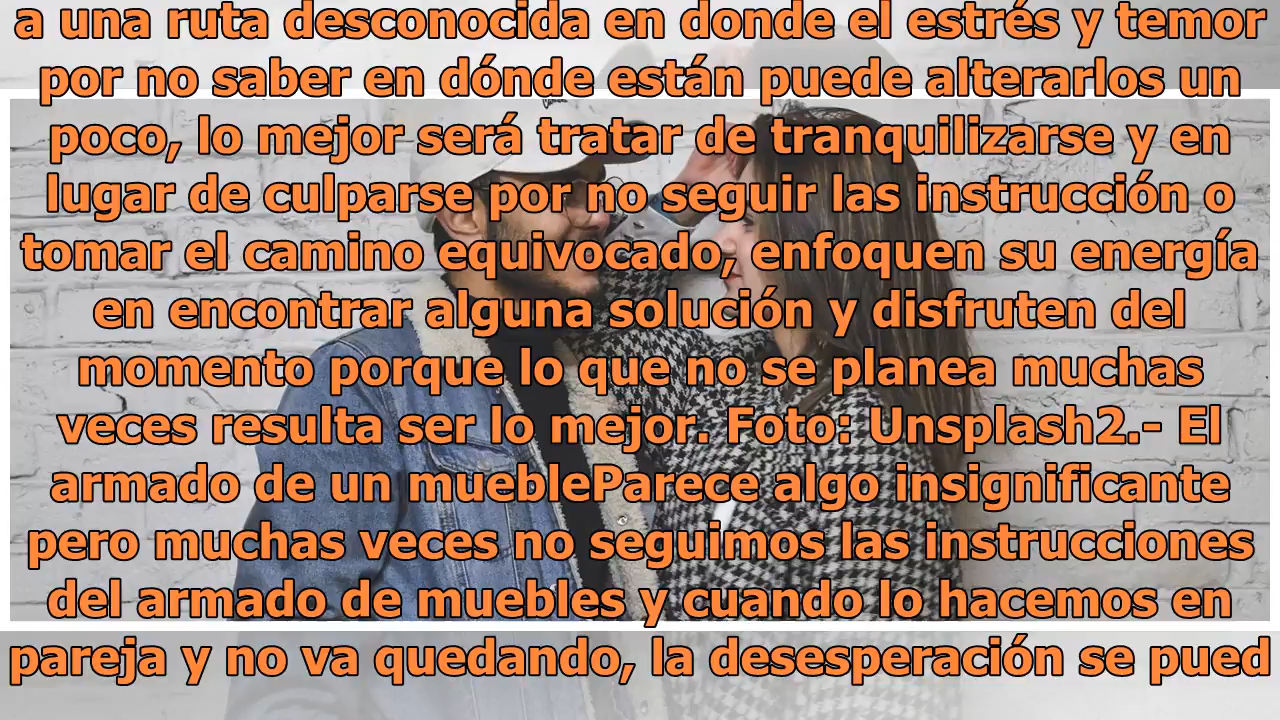 a una ruta desconocida en donde el estrés y temor
por no saber en dónde están puede alterarlos un
poco, lo mejor será tratar de tranquilizarse y en
lugar de culparse por no seguir las instrucción o
tomar el camino equivocado, enfoquen su energía
en encontrar alguna solución y disfruten del
momento porque lo que no se planea muchas
veces resulta ser lo mejor. Foto: Unsplash2.- El
armado de un muebleParece algo insignificante
pero muchas veces no seguimos las instrucciones
del armado de muebles y cuando lo hacemos en
pareja y no va quedando, la desesperación se pued